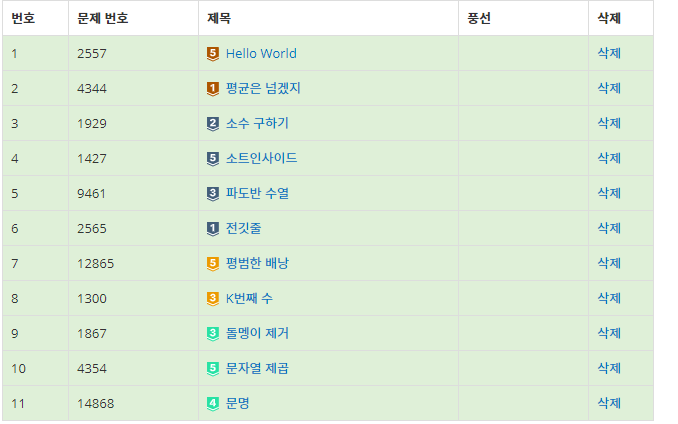 번호 문제 번호 제목 풍선 삭제
1 2557 5 Hello World 삭제
2 4344 1 평균은 넘겠지 삭제
3 1929 2 소수 구하기 삭제
4 1427 5 소트인사이드 삭제
5 9461 3 파도반 수열 삭제
6 2565 1 전깃줄 삭제
7 12865 5 평범한 배낭 삭제
8 1300 3 K번째 수 삭제
9 1867 3 돌멩이 제거 삭제
10 4354 5 문자열 제곱 삭제
11 14868 4 문명 삭제